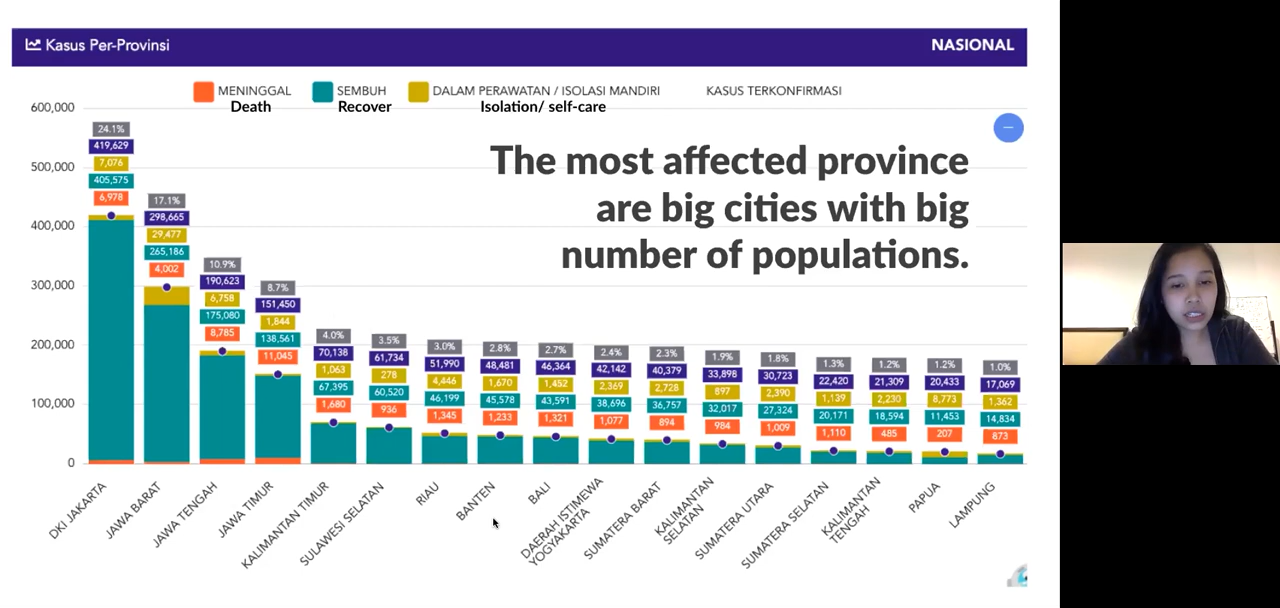 Kasus Per-Provinsi
NASIONAL
MENINGGAL
SEMBUH
DALAM PERAWATAN / ISOLASI MANDIRI
KASUS TERKONFIRMASI
Death
Recover
Isolation/ self-care
The most affected province
are big cities with big
number of populations.
600,000
500,000
400,000
300,000
200,000
100,000
0
24.1%
419,629
7,076
405,575
6,978
17.1%
298,665
29,477
265,186
4,002
10.9%
190,623
6,758
175,080
8,785
8.7%
151,450
1,844
138,561
11,045
4.0%
70,138
1,063
67,395
1,680
3.5%
61,734
278
60,520
936
3.0%
51,990
4,446
46,199
1,345
2.8%
48,481
1,670
45,578
1,233
2.7%
46,364
1,452
43,591
1,321
2.4%
42,142
2,369
38,696
1,077
2.3%
40,379
2,728
36,757
894
1.9%
33,898
897
32,017
984
1.8%
30,723
2,390
27,324
1,009
1.3%
22,420
1,139
20,171
1,110
1.2%
21,309
2,230
18,594
485
1.2%
20,433
8,773
11,453
207
1.0%
17,069
1,362
14,834
873
DKI JAKARTA
JAWA BARAT
JAWA TENGAH
JAWA TIMUR
KALIMANTAN TIMUR
SULAWESI SELATAN
RIAU
BANTEN
BALI
DAERAH ISTIMEWA
YOGYAKARTA
SUMATERA BARAT
KALIMANTAN
SELATAN
SUMATERA UTARA
SUMATERA SELATAN
KALIMANTAN
TENGAH
PAPUA
LAMPUNG